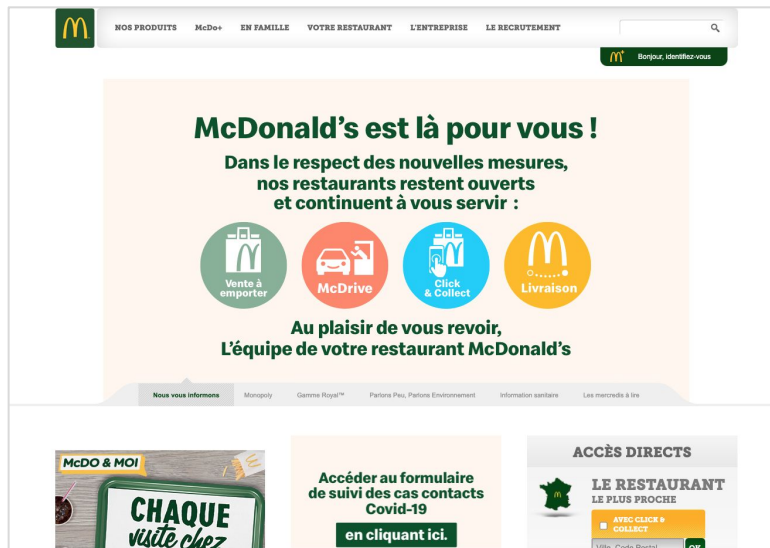 NOS PRODUITS McDo+ EN FAMILLE VOTRE RESTAURANT L'ENTREPRISE LE RECRUTEMENT
Bonjour, identifiez-vous
McDonald's est là pour vous !
Dans le respect des nouvelles mesures,
nos restaurants restent ouverts
et continuent à vous servir :
Vente à
emporter
McDrive
Click
& Collect
Livraison
Au plaisir de vous revoir,
L'équipe de votre restaurant McDonald's
Nous vous informons Monopoly Gamme Royal™ Parlons Peu, Parlons Environnement Information sanitaire Les mercredis à lire
McDO & MOI
CHAQUE
visite chez
Accéder au formulaire
de suivi des cas contacts
Covid-19
en cliquant ici.
ACCÈS DIRECTS
LE RESTAURANT
LE PLUS PROCHE
AVEC CLICK &
COLLECT
Ville, Code Postal OK